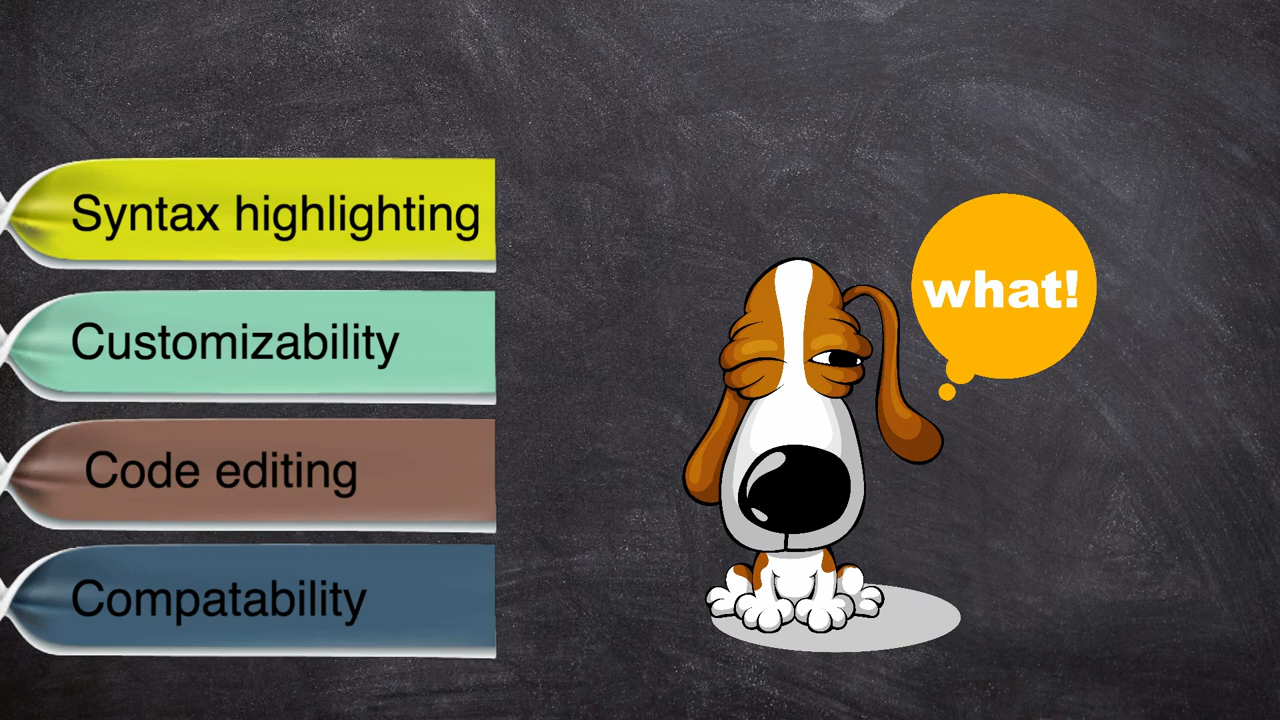 Syntax highlighting
Customizability
Code editing
Compatability
what!